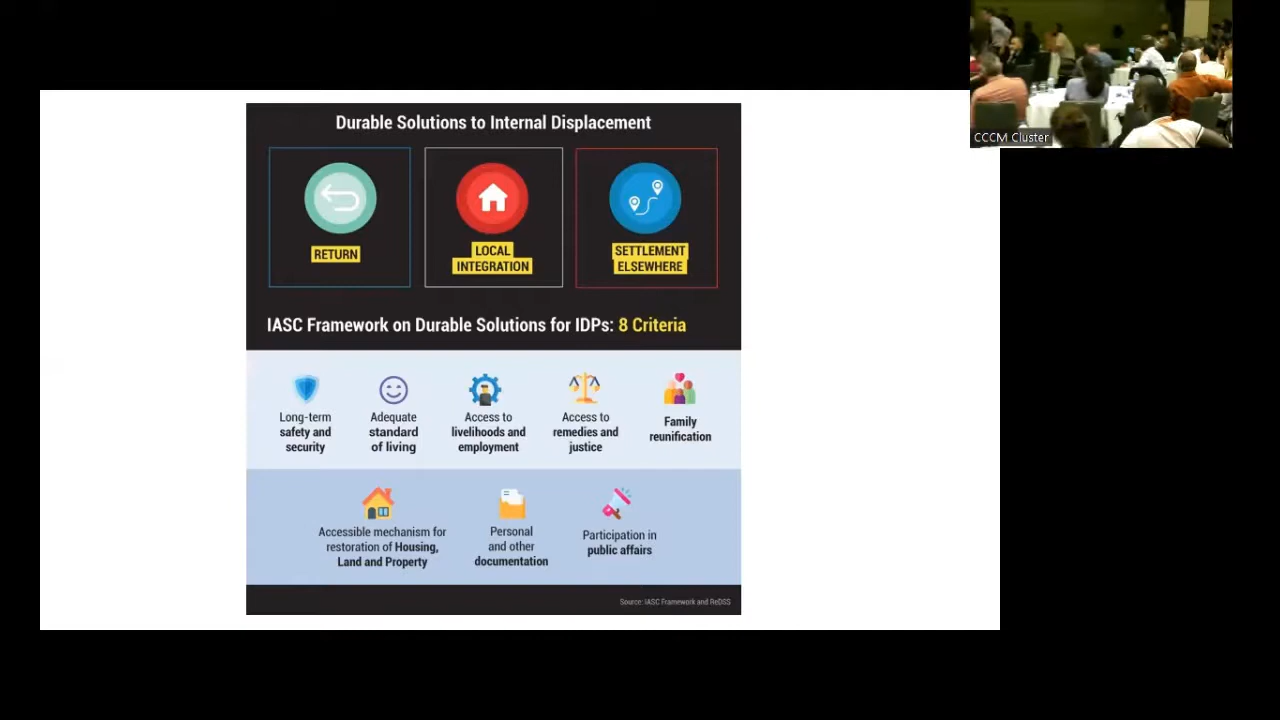 CCCM Cluster
Durable Solutions to Internal Displacement
RETURN
LOCAL
INTEGRATION
SETTLEMENT
ELSEWHERE
IASC Framework on Durable Solutions for IDPs: 8 Criteria
Long-term
safety and
security
Adequate
standard
of living
Access to
livelihoods and
employment
Access to
remedies and
justice
Family
reunification
Accessible mechanism for
restoration of Housing,
Land and Property
Personal
and other
documentation
Participation in
public affairs
Source: IASC Framework and ReDSS